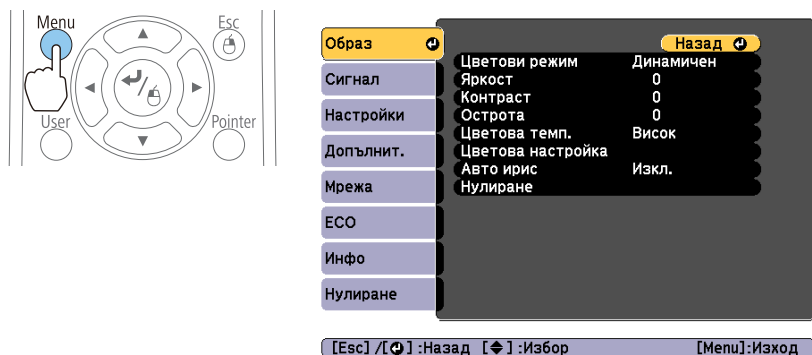 Menu
Esc
User
Pointer
Образ
Сигнал
Настройки
Допълнит.
Мрежа
ECO
Инфо
Нулиране
Назад
Цветови режим Динамичен
Яркост 0
Контраст 0
Острота 0
Цветова темп. Висок
Цветова настройка
Авто ирис Изкл.
Нулиране
[Esc] /[ ] :Назад [ ] :Избор [Menu]:Изход